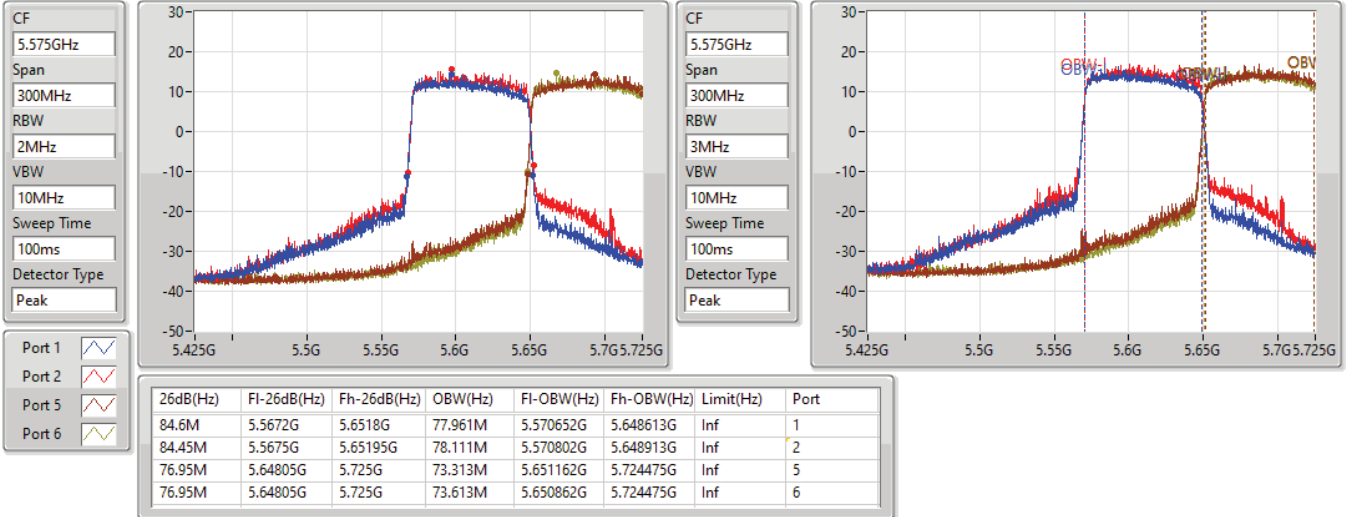 CF
5.575GHz
Span
300MHz
RBW
2MHz
VBW
10MHz
Sweep Time
100ms
Detector Type
Peak
30
20
10
0
-10
-20
-30
-40
-50
5.425G 5.5G 5.55G 5.6G 5.65G 5.7G 5.725G
CF
5.575GHz
Span
300MHz
RBW
3MHz
VBW
10MHz
Sweep Time
100ms
Detector Type
Peak
30
20
10
0
-10
-20
-30
-40
-50
OBW-L
OBW
5.425G 5.5G 5.55G 5.6G 5.65G 5.7G 5.725G
Port 1
Port 2
Port 5
Port 6
26dB(Hz) Fl-26dB(Hz) Fh-26dB(Hz) OBW(Hz) Fl-OBW(Hz) Fh-OBW(Hz) Limit(Hz) Port
84.6M 5.5672G 5.6518G 77.961M 5.570652G 5.648613G Inf 1
84.45M 5.5675G 5.65195G 78.111M 5.570802G 5.648913G Inf 2
76.95M 5.64805G 5.725G 73.313M 5.651162G 5.724475G Inf 5
76.95M 5.64805G 5.725G 73.613M 5.650862G 5.724475G Inf 6